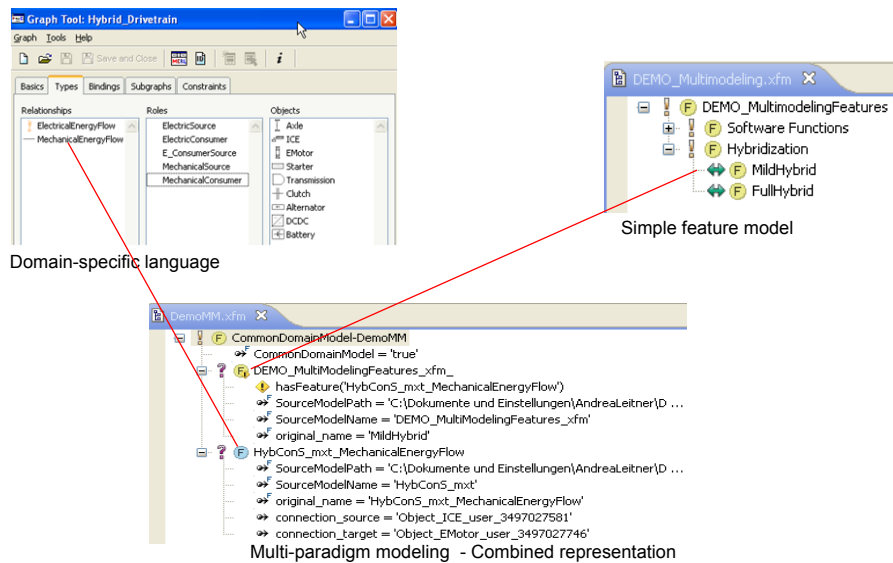 Graph Tool: Hybrid_Drivetrain
Graph Tools Help
Save and Close
Basics Types Bindings Subgraphs Constraints
Relationships
ElectricalEnergyFlow
MechanicalEnergyFlow
Roles
ElectricSource
ElectricConsumer
E_ConsumerSource
MechanicalSource
MechanicalConsumer
Objects
Axle
ICE
EMotor
Starter
Transmission
Clutch
Alternator
DCDC
Battery
Domain-specific language
DEMO_Multimodeling.xfm
DEMO_MultimodelingFeatures
Software Functions
Hybridization
MildHybrid
FullHybrid
Simple feature model
DemoMM.xfm
CommonDomainModel-DemoMM
CommonDomainModel = 'true'
DEMO_MultiModelingFeatures_xfm_
hasFeature('HybConS_mxt_MechanicalEnergyFlow')
SourceModelPath = 'C:\Dokumente und Einstellungen\AndreaLeitner\D ...
SourceModelName = 'DEMO_MultiModelingFeatures_xfm'
original_name = 'MildHybrid'
HybConS_mxt_MechanicalEnergyFlow
SourceModelPath = 'C:\Dokumente und Einstellungen\AndreaLeitner\D ...
SourceModelName = 'HybConS_mxt'
original_name = 'HybConS_mxt_MechanicalEnergyFlow'
connection_source = 'Object_ICE_user_3497027581'
connection_target = 'Object_EMotor_user_3497027746'
Multi-paradigm modeling - Combined representation